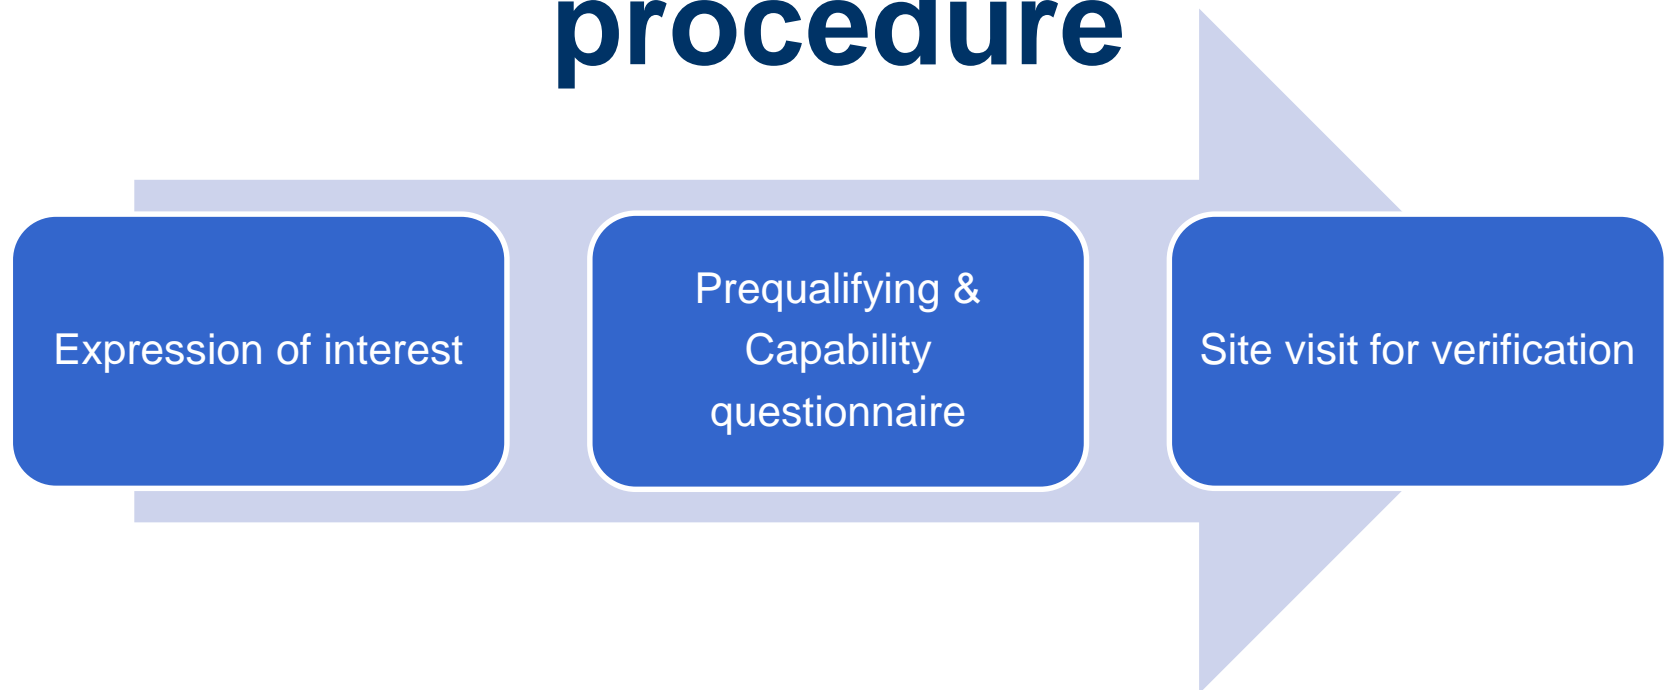 procedure
Expression of interest
Prequalifying &
Capability
questionnaire
Site visit for verification